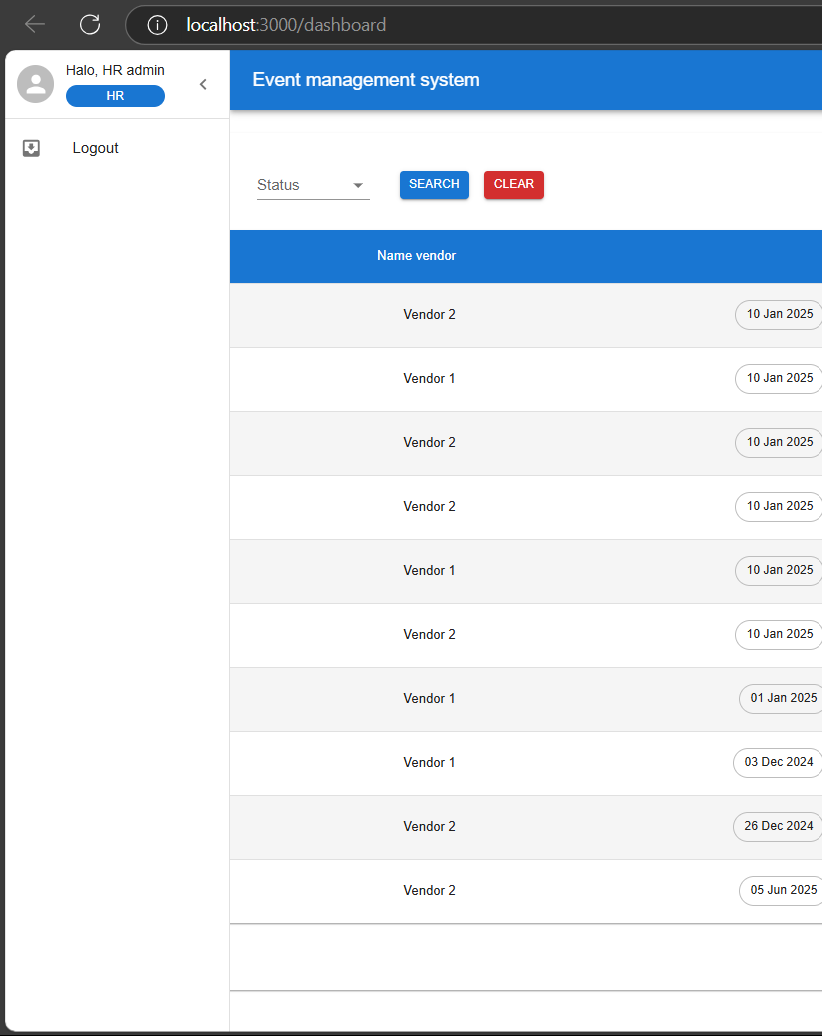 localhost:3000/dashboard
Halo, HR admin
HR
Event management system
Logout
Status
SEARCH
CLEAR
Name vendor
Vendor 2 10 Jan 2025
Vendor 1 10 Jan 2025
Vendor 2 10 Jan 2025
Vendor 2 10 Jan 2025
Vendor 1 10 Jan 2025
Vendor 2 10 Jan 2025
Vendor 1 01 Jan 2025
Vendor 1 03 Dec 2024
Vendor 2 26 Dec 2024
Vendor 2 05 Jun 2025